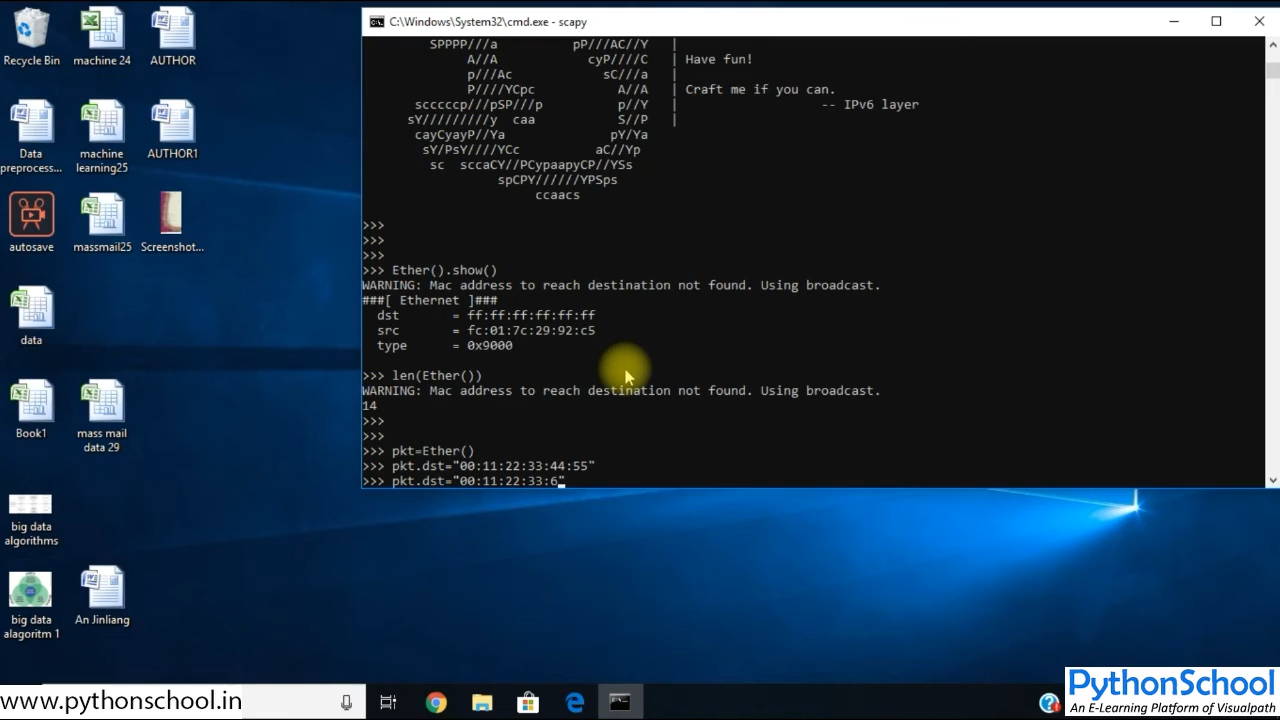 C:\Windows\System32\cmd.exe - scapy
SPPPP///a          pP///AC//Y   |
A//A            cyP////C   | Have fun!
p///Ac            sC///a   |
P////YCpc           A//A   | Craft me if you can.
scccccp///pSP///p          p//Y   |                   -- IPv6 layer
sY/////////y  caa           S//P   |
cayCyayP//Ya              pY/Ya
sY/PsY////YCc          aC//Yp
sc  sccaCY//PCypaapyCP//YSs
spCPY//////YPSps
ccaacs
>>>
>>>
>>>
>>> Ether().show()
WARNING: Mac address to reach destination not found. Using broadcast.
###[ Ethernet ]###
dst       = ff:ff:ff:ff:ff:ff
src       = fc:01:7c:29:92:c5
type      = 0x9000
>>> len(Ether())
WARNING: Mac address to reach destination not found. Using broadcast.
14
>>>
>>>
>>> pkt=Ether()
>>> pkt.dst="00:11:22:33:44:55"
>>> pkt.dst="00:11:22:33:6"
Recycle Bin
machine 24
AUTHOR
Data
preprocess...
machine
learning25
AUTHOR1
autosave
massmail25
Screenshot...
data
Book1
mass mail
data 29
big data
algorithms
big data
alagoritm 1
An Jinliang
www.pythonschool.in
PythonSchool
An E-Learning Platform of Visualpath